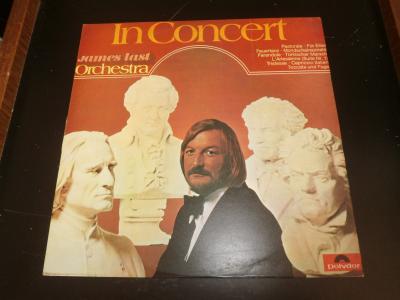 In Concert
James Last
Orchestra
Pastorale · Für Elise
Feuertanz · Mondscheinsonate
Farandole · Türkischer Marsch
L'Arlesienne (Suite Nr. 1)
Tristesse · Capriccio Italien
Toccata und Fuge
Polydor